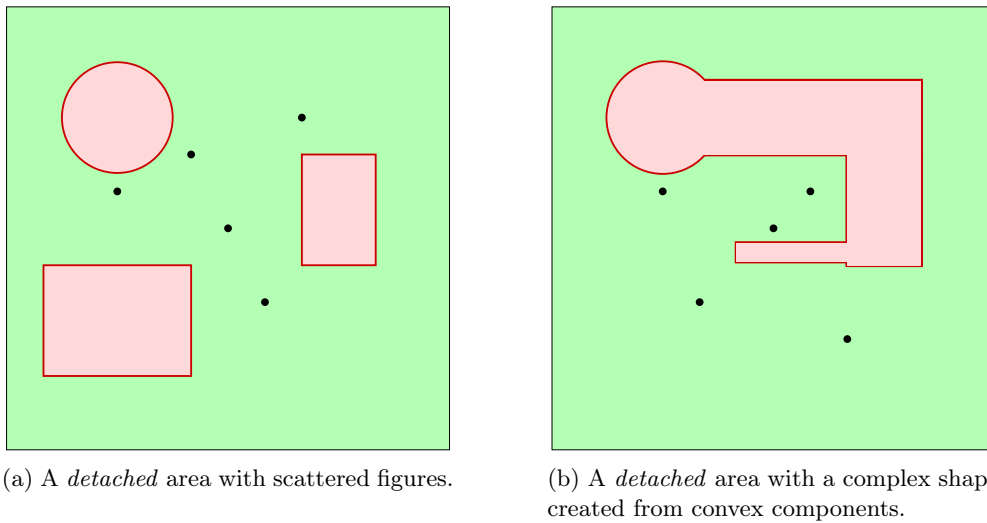 (a) A detached area with scattered figures.
(b) A detached area with a complex shap
created from convex components.